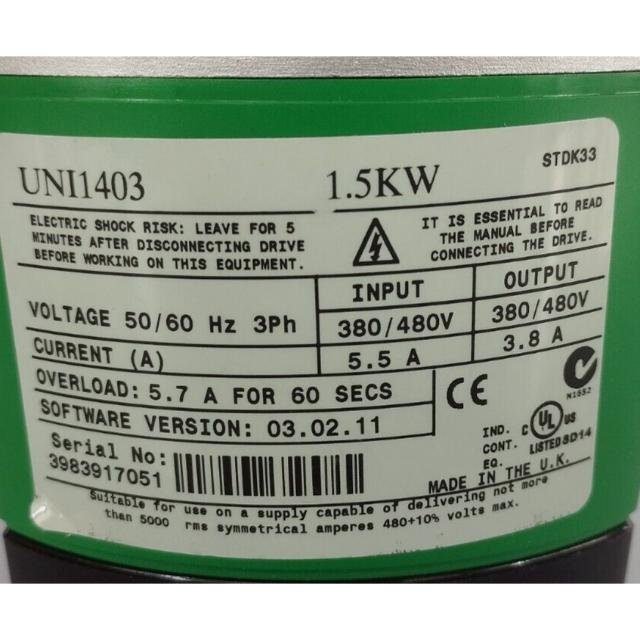 STDK33
UNI1403 1.5KW
ELECTRIC SHOCK RISK: LEAVE FOR 5
MINUTES AFTER DISCONNECTING DRIVE
BEFORE WORKING ON THIS EQUIPMENT.
IT IS ESSENTIAL TO READ
THE MANUAL BEFORE
CONNECTING THE DRIVE.
INPUT OUTPUT
VOLTAGE 50/60 Hz 3Ph 380/480V 380/480V
CURRENT (A) 5.5 A 3.8 A
OVERLOAD: 5.7 A FOR 60 SECS
SOFTWARE VERSION: 03.02.11
CE
N1652
IND.
CONT.
EQ.
C UL US
LISTED 8D14
Serial No:
3983917051
MADE IN THE U.K.
Suitable for use on a supply capable of delivering not more
than 5000 rms symmetrical amperes 480+10% volts max.